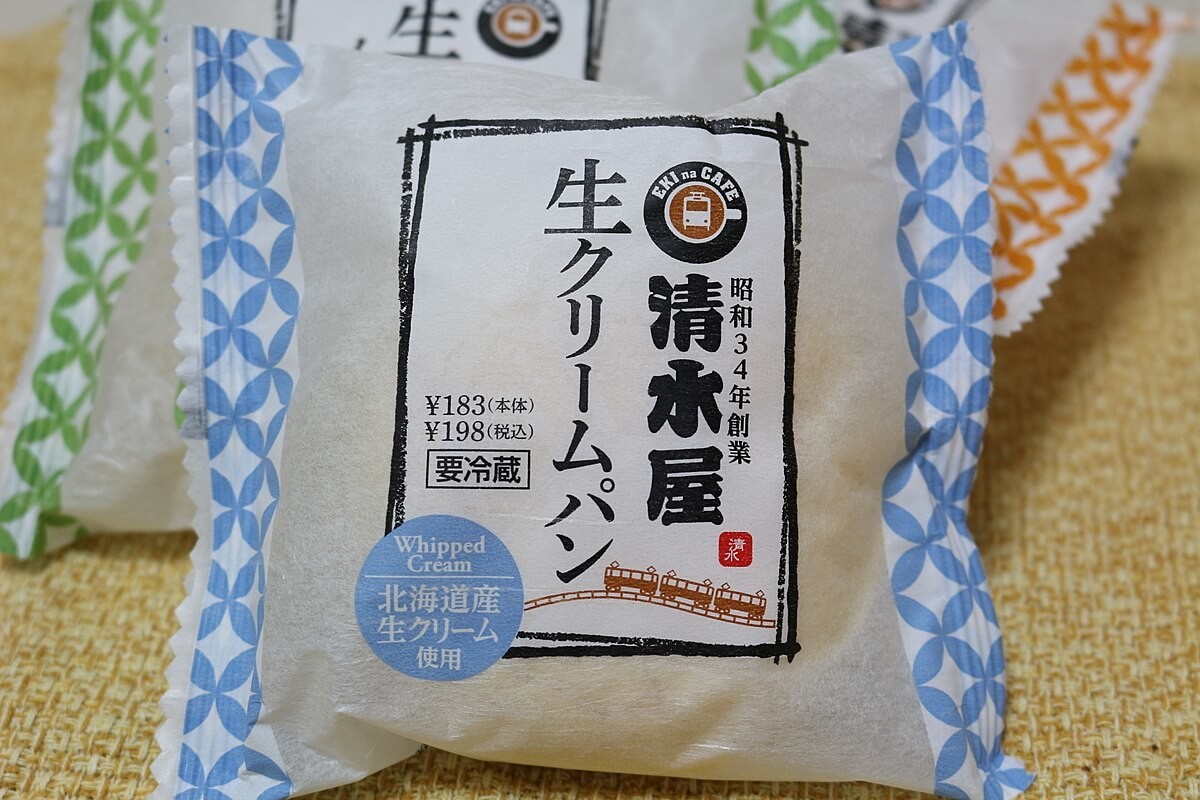 EKI na CAFE
昭和34年創業
清水屋
清水
生クリームパン
¥183(本体)
¥198(税込)
要冷蔵
Whipped
Cream
北海道産
生クリーム
使用
生